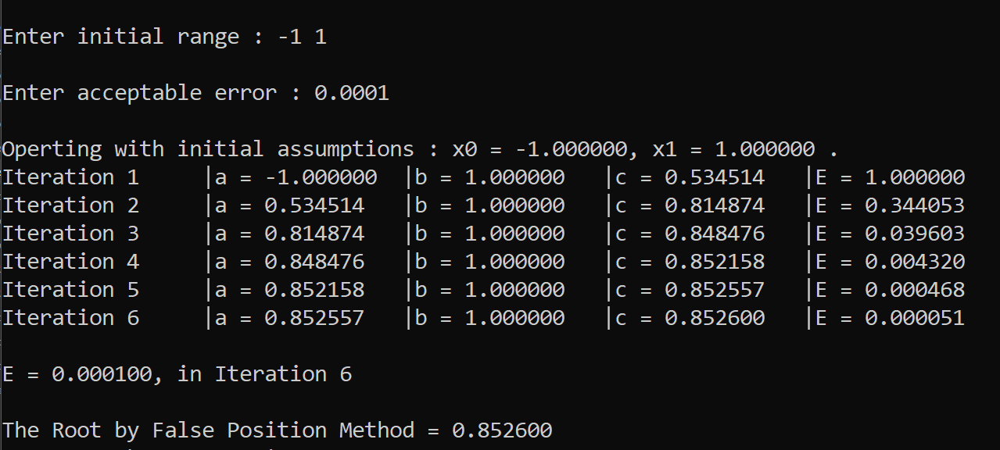 Enter initial range : -1 1
Enter acceptable error : 0.0001
Operting with initial assumptions : x0 = -1.000000, x1 = 1.000000 .
Iteration 1 |a = -1.000000 |b = 1.000000 |c = 0.534514 |E = 1.000000
Iteration 2 |a = 0.534514 |b = 1.000000 |c = 0.814874 |E = 0.344053
Iteration 3 |a = 0.814874 |b = 1.000000 |c = 0.848476 |E = 0.039603
Iteration 4 |a = 0.848476 |b = 1.000000 |c = 0.852158 |E = 0.004320
Iteration 5 |a = 0.852158 |b = 1.000000 |c = 0.852557 |E = 0.000468
Iteration 6 |a = 0.852557 |b = 1.000000 |c = 0.852600 |E = 0.000051
E = 0.000100, in Iteration 6
The Root by False Position Method = 0.852600